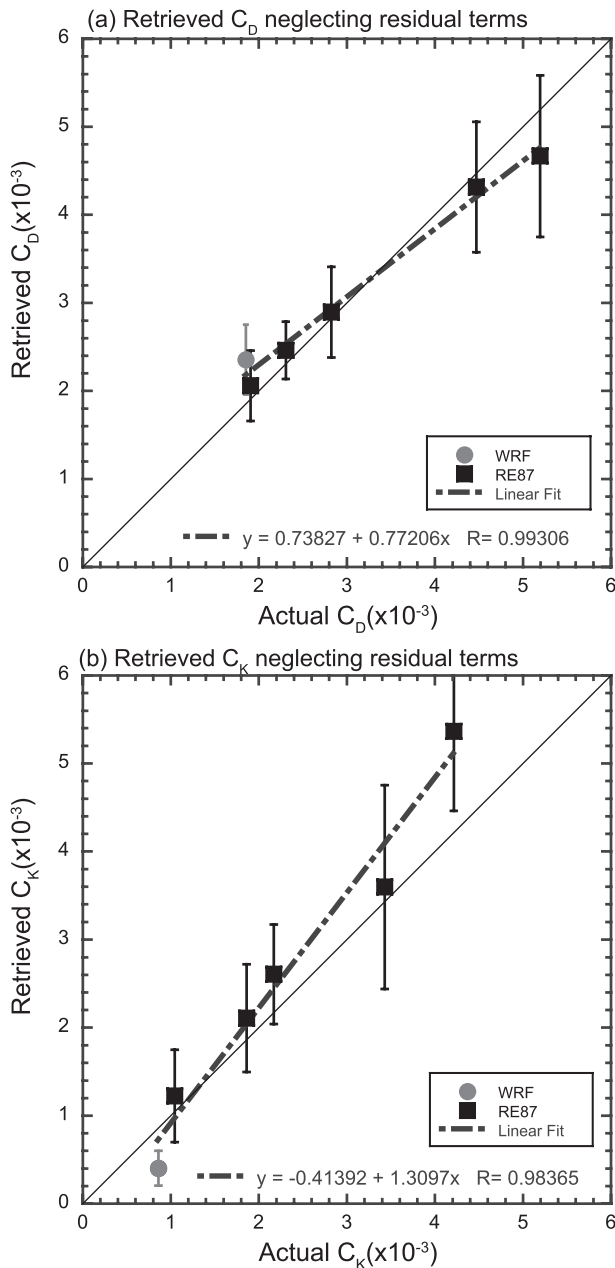 (a) Retrieved C_D neglecting residual terms
6
5
4
3
2
1
0
Retrieved C_D(x10^-3)
WRF
RE87
Linear Fit
y = 0.73827 + 0.77206x R= 0.99306
0 1 2 3 4 5 6
Actual C_D(x10^-3)
(b) Retrieved C_K neglecting residual terms
6
5
4
3
2
1
0
Retrieved C_K(x10^-3)
WRF
RE87
Linear Fit
y = -0.41392 + 1.3097x R= 0.98365
0 1 2 3 4 5 6
Actual C_K(x10^-3)